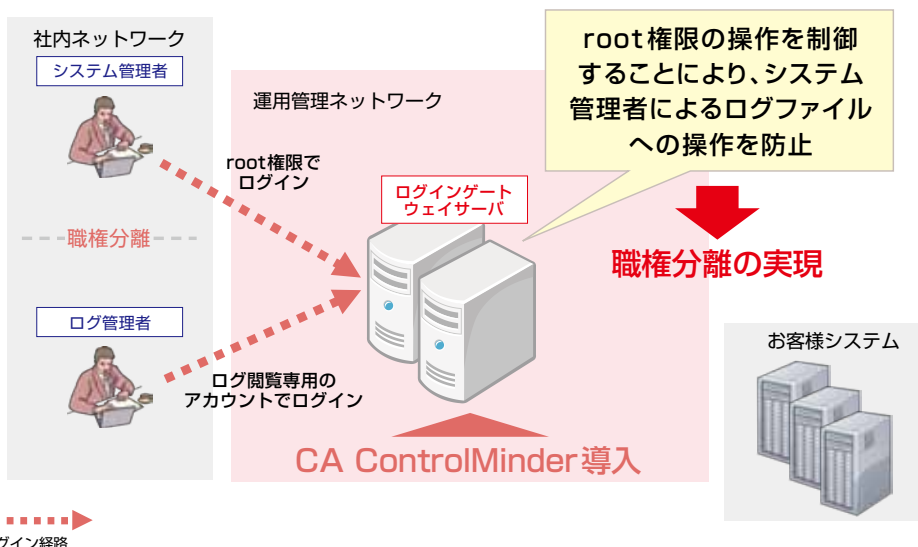 社内ネットワーク
システム管理者
職権分離
ログ管理者
運用管理ネットワーク
root権限で
ログイン
ログインゲート
ウェイサーバ
ログ閲覧専用の
アカウントでログイン
CA ControlMinder導入
root権限の操作を制御
することにより、システム
管理者によるログファイル
への操作を防止
職権分離の実現
お客様システム
グイン経路